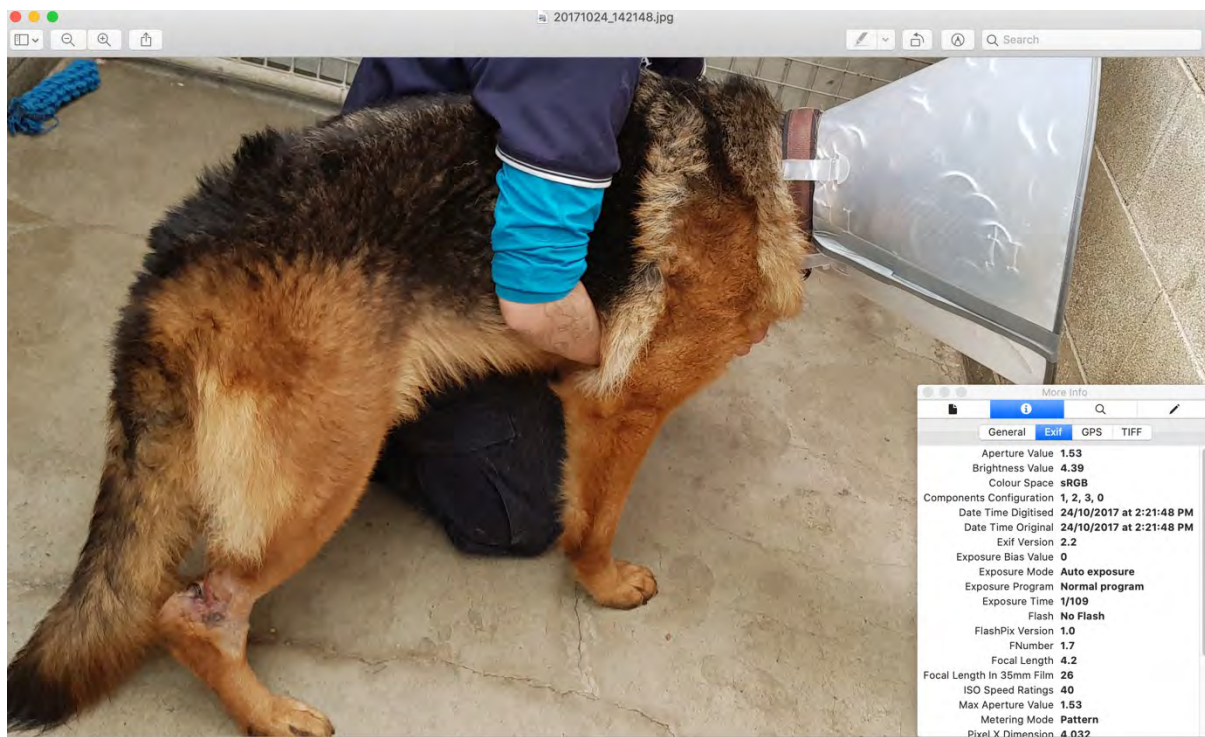 20171024_142148.jpg
Search
More Info
General Exif GPS TIFF
Aperture Value 1.53
Brightness Value 4.39
Colour Space sRGB
Components Configuration 1, 2, 3, 0
Date Time Digitised 24/10/2017 at 2:21:48 PM
Date Time Original 24/10/2017 at 2:21:48 PM
Exif Version 2.2
Exposure Bias Value 0
Exposure Mode Auto exposure
Exposure Program Normal program
Exposure Time 1/109
Flash No Flash
FlashPix Version 1.0
FNumber 1.7
Focal Length 4.2
Focal Length In 35mm Film 26
ISO Speed Ratings 40
Max Aperture Value 1.53
Metering Mode Pattern
Pixel X Dimension 4,032